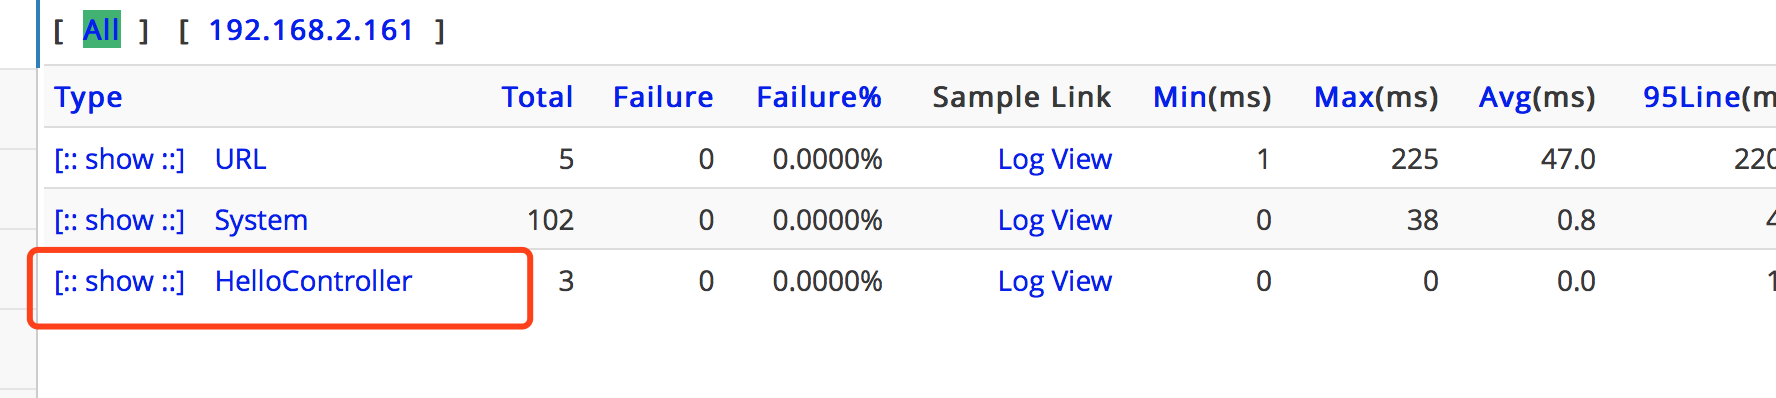 [ All ] [ 192.168.2.161 ]
Type Total Failure Failure% Sample Link Min(ms) Max(ms) Avg(ms) 95Line(m
[:: show ::] URL 5 0 0.0000% Log View 1 225 47.0 220
[:: show ::] System 102 0 0.0000% Log View 0 38 0.8 4
[:: show ::] HelloController 3 0 0.0000% Log View 0 0 0.0 1